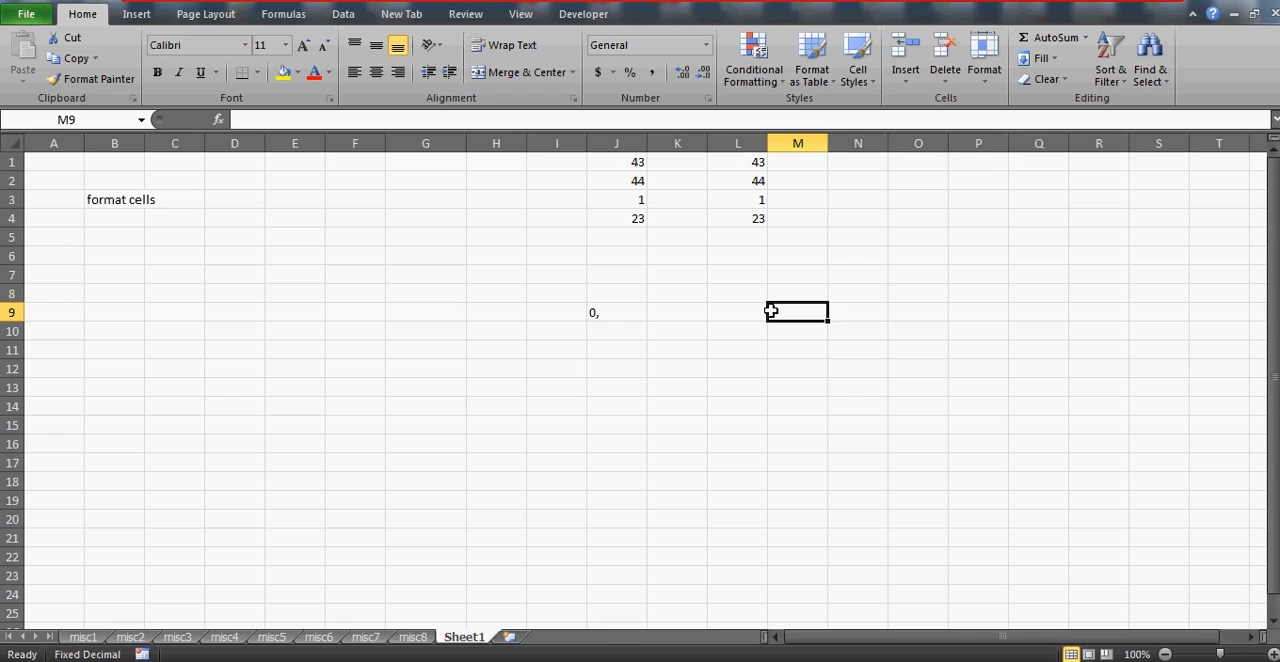 File Home Insert Page Layout Formulas Data New Tab Review View Developer
Paste Cut Copy Format Painter Clipboard
Calibri 11 A A B I U A Font
Wrap Text Merge & Center Alignment
General $ % , Number
Conditional Formatting Format as Table Cell Styles Styles
Insert Delete Format Cells
Σ AutoSum Fill Clear Sort & Filter Find & Select Editing
M9 fx
A B C D E F G H I J K L M N O P Q R S T
1 43 43
2 44 44
3 format cells 1 1
4 23 23
5
6
7
8
9 0,
10
11
12
13
14
15
16
17
18
19
20
21
22
23
24
25
misc1 misc2 misc3 misc4 misc5 misc6 misc7 misc8 Sheet1
Ready Fixed Decimal 100%